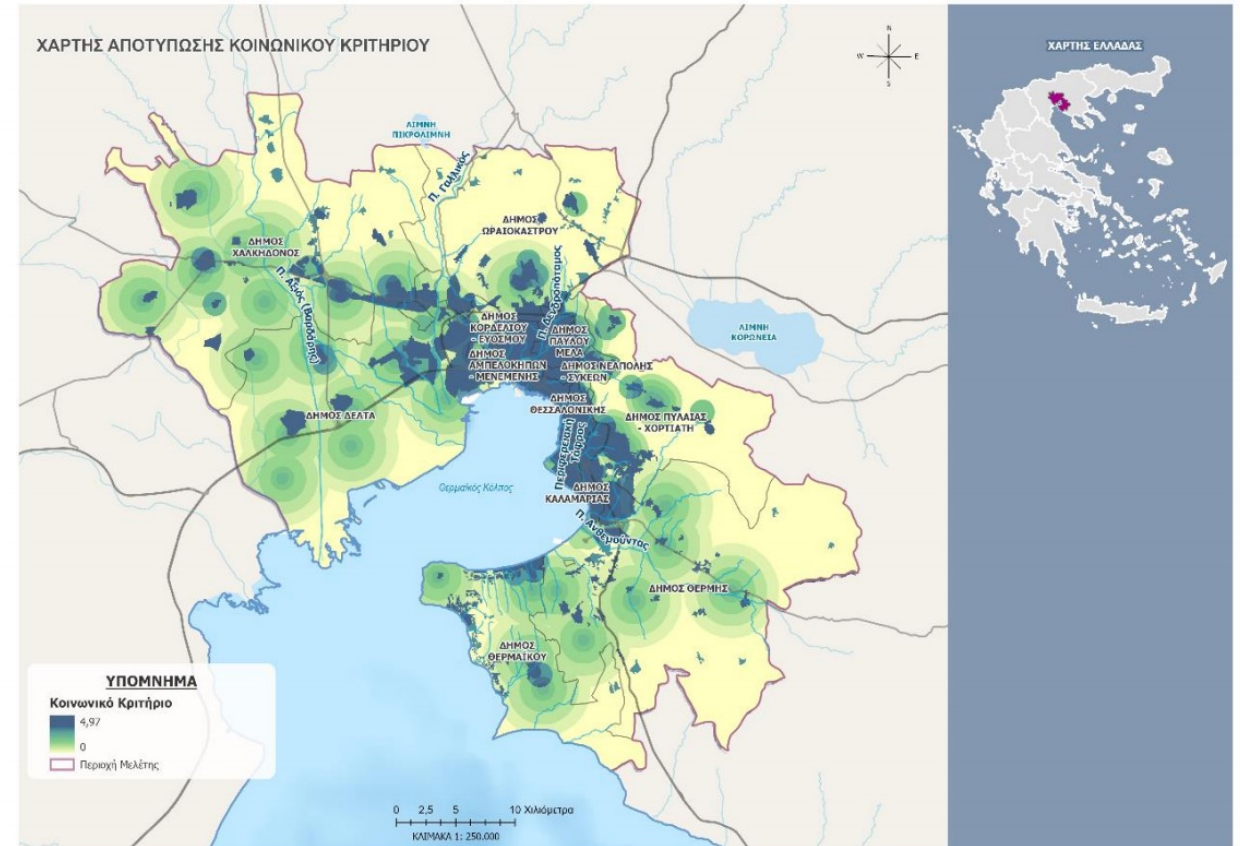 ΧΑΡΤΗΣ ΑΠΟΤΥΠΩΣΗΣ ΚΟΙΝΩΝΙΚΟΥ ΚΡΙΤΗΡΙΟΥ
N
W
E
S
ΧΑΡΤΗΣ ΕΛΛΑΔΑΣ
ΛΙΜΝΗ
ΠΙΚΡΟΛΙΜΝΗ
Π. Γαλλικός
ΔΗΜΟΣ
ΩΡΑΙΟΚΑΣΤΡΟΥ
ΔΗΜΟΣ
ΧΑΛΚΗΔΟΝΟΣ
Π. Αξιός (Βαρδάρης)
Π. Δενδροπόταμος
ΔΗΜΟΣ
ΚΟΡΔΕΛΙΟΥ
- ΕΥΟΣΜΟΥ
ΔΗΜΟΣ
ΠΑΥΛΟΥ
ΜΕΛΑ
ΛΙΜΝΗ
ΚΟΡΩΝΕΙΑ
ΔΗΜΟΣ
ΑΜΠΕΛΟΚΗΠΩΝ
- ΜΕΝΕΜΕΝΗΣ
ΔΗΜΟΣ ΝΕΑΠΟΛΗΣ
- ΣΥΚΕΩΝ
ΔΗΜΟΣ
ΘΕΣΣΑΛΟΝΙΚΗΣ
ΔΗΜΟΣ ΔΕΛΤΑ
ΔΗΜΟΣ ΠΥΛΑΙΑΣ
- ΧΟΡΤΙΑΤΗ
Περιφερειακή
Τάφρος
Θερμαϊκός Κόλπος
ΔΗΜΟΣ
ΚΑΛΑΜΑΡΙΑΣ
Π. Ανθεμούντας
ΔΗΜΟΣ ΘΕΡΜΗΣ
ΔΗΜΟΣ
ΘΕΡΜΑΪΚΟΥ
ΥΠΟΜΝΗΜΑ
Κοινωνικό Κριτήριο
4,97
0
Περιοχή Μελέτης
0 2,5 5 10 Χιλιόμετρα
ΚΛΙΜΑΚΑ 1: 250.000